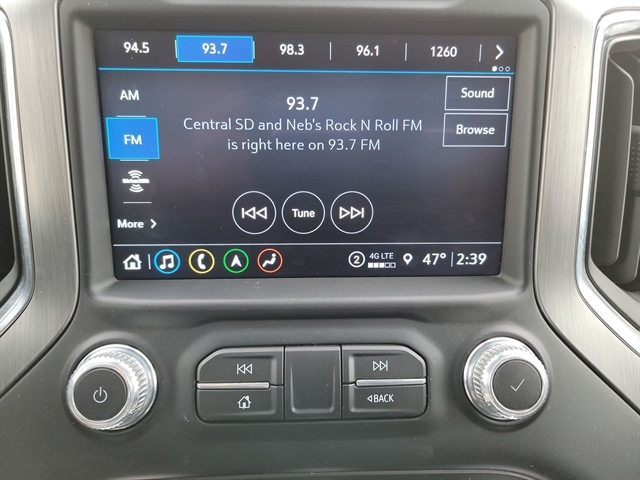 94.5 93.7 98.3 96.1 1260
AM
93.7
Sound
FM
Central SD and Neb's Rock N Roll FM
is right here on 93.7 FM
Browse
More
Tune
2 4G LTE 47° 2:39
BACK